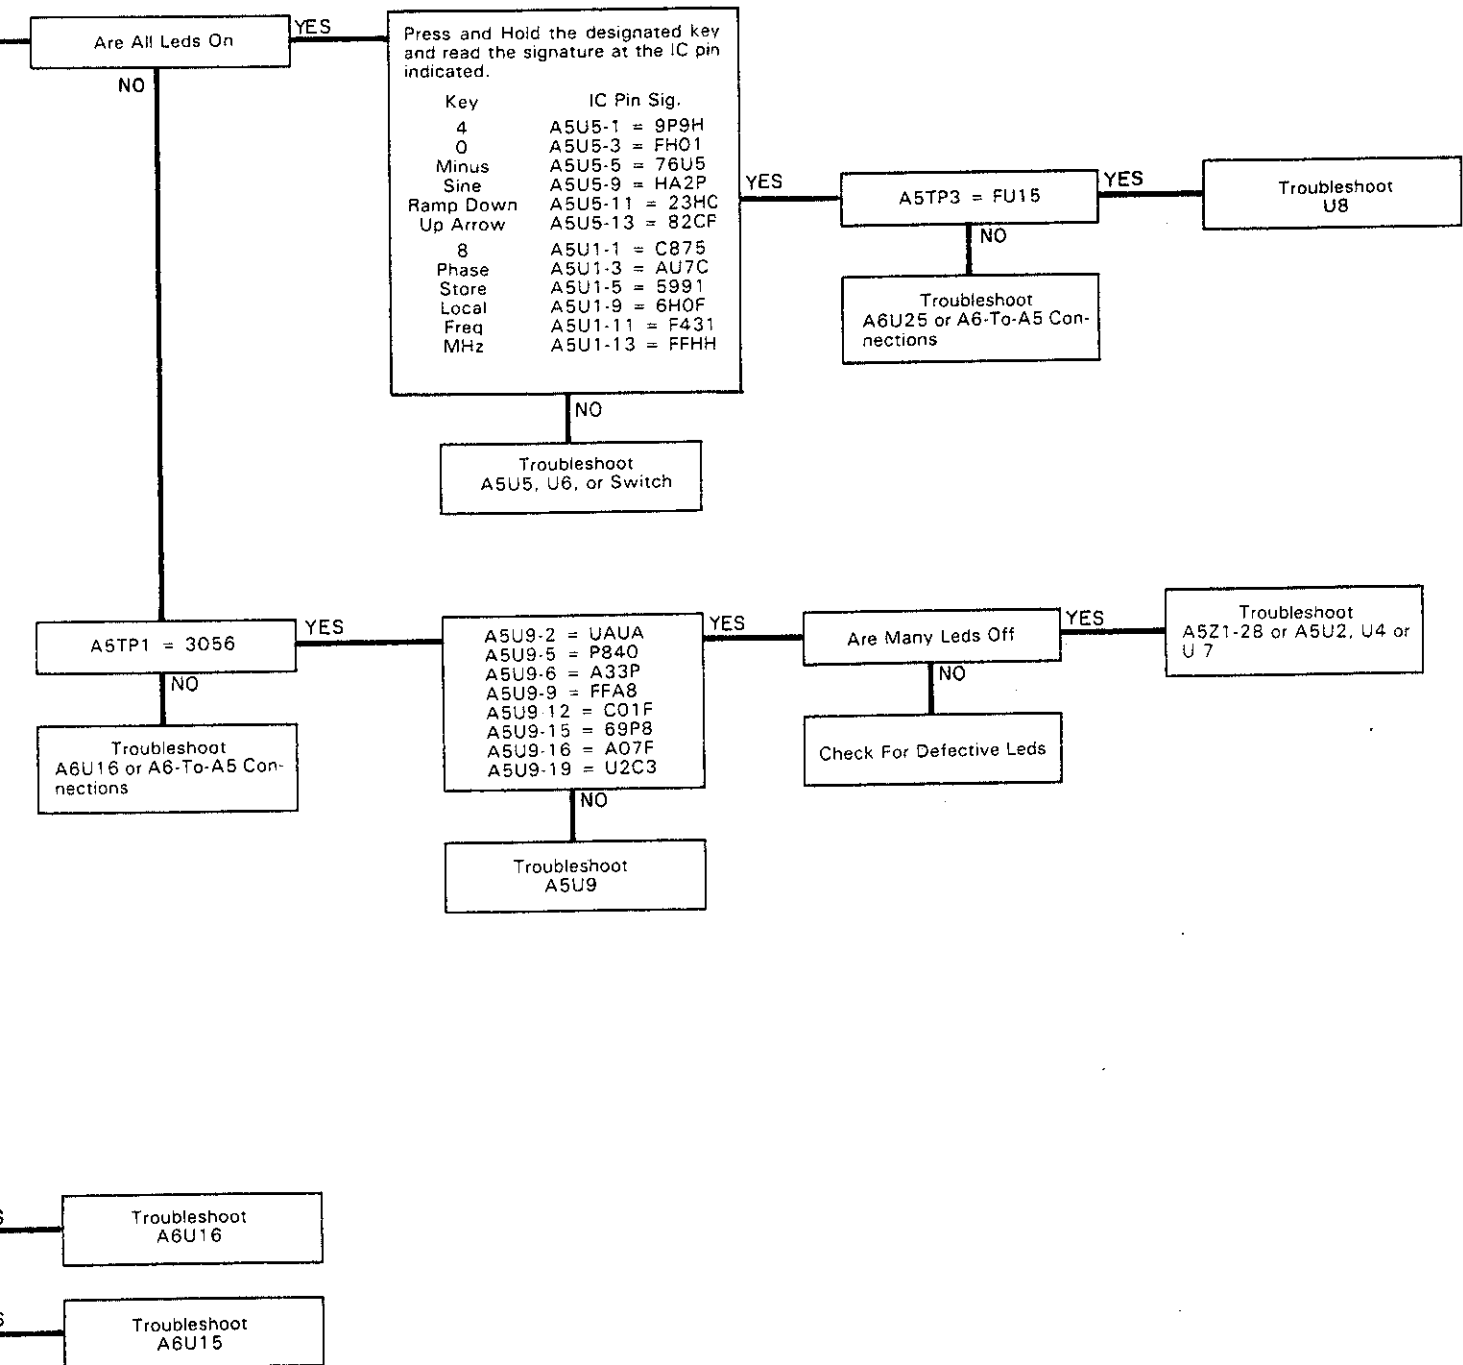 Are All Leds On
YES
NO
Press and Hold the designated key
and read the signature at the IC pin
indicated.
Key IC Pin Sig.
4 A5U5-1 = 9P9H
0 A5U5-3 = FH01
Minus A5U5-5 = 76U5
Sine A5U5-9 = HA2P
Ramp Down A5U5-11 = 23HC
Up Arrow A5U5-13 = 82CF
8 A5U1-1 = C875
Phase A5U1-3 = AU7C
Store A5U1-5 = 5991
Local A5U1-9 = 6H0F
Freq A5U1-11 = F431
MHz A5U1-13 = FFHH
YES
NO
A5TP3 = FU15
YES
NO
Troubleshoot
U8
Troubleshoot
A6U25 or A6-To-A5 Con-
nections
Troubleshoot
A5U5, U6, or Switch
A5TP1 = 3056
YES
NO
Troubleshoot
A6U16 or A6-To-A5 Con-
nections
A5U9-2 = UAUA
A5U9-5 = P840
A5U9-6 = A33P
A5U9-9 = FFA8
A5U9-12 = C01F
A5U9-15 = 69P8
A5U9-16 = A07F
A5U9-19 = U2C3
YES
NO
Troubleshoot
A5U9
Are Many Leds Off
YES
NO
Troubleshoot
A5Z1-28 or A5U2, U4 or
U 7
Check For Defective Leds
Troubleshoot
A6U16
Troubleshoot
A6U15